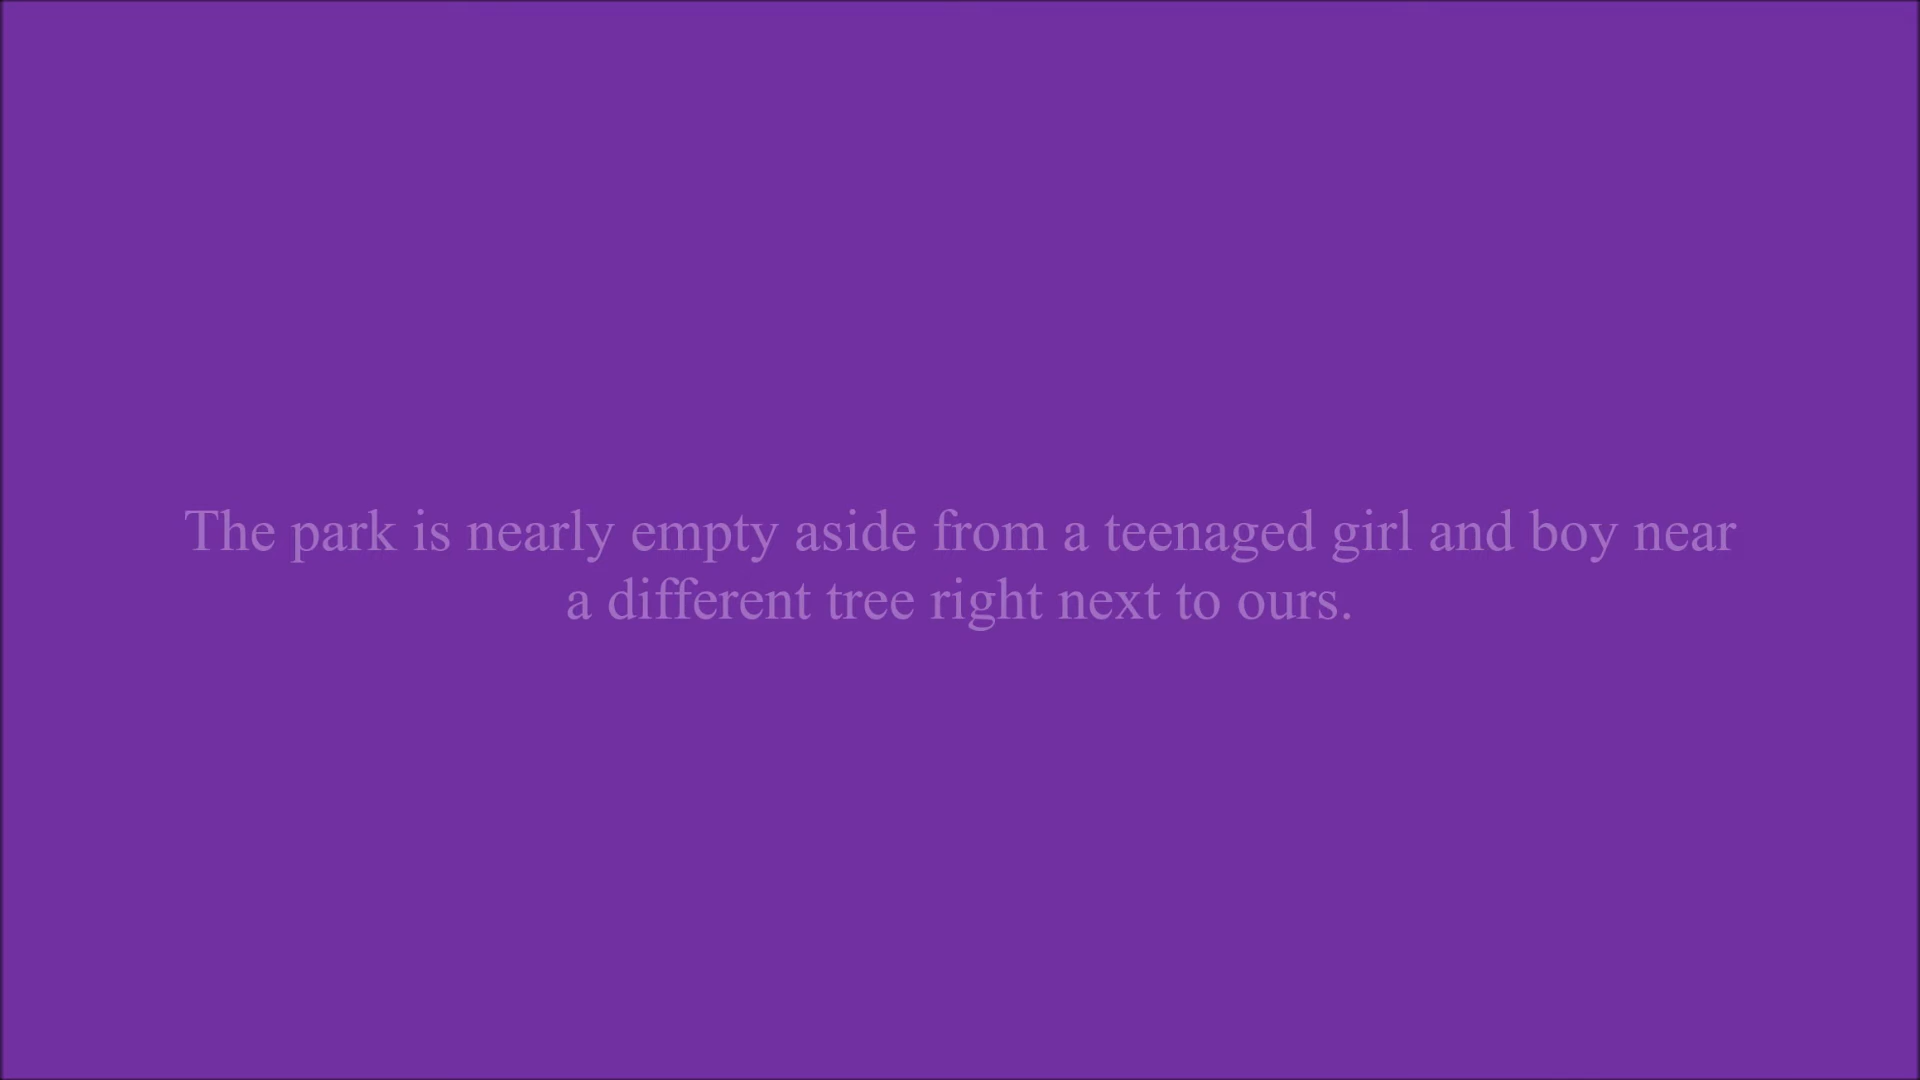 The park is nearly empty aside from a teenaged girl and boy near
a different tree right next to ours.